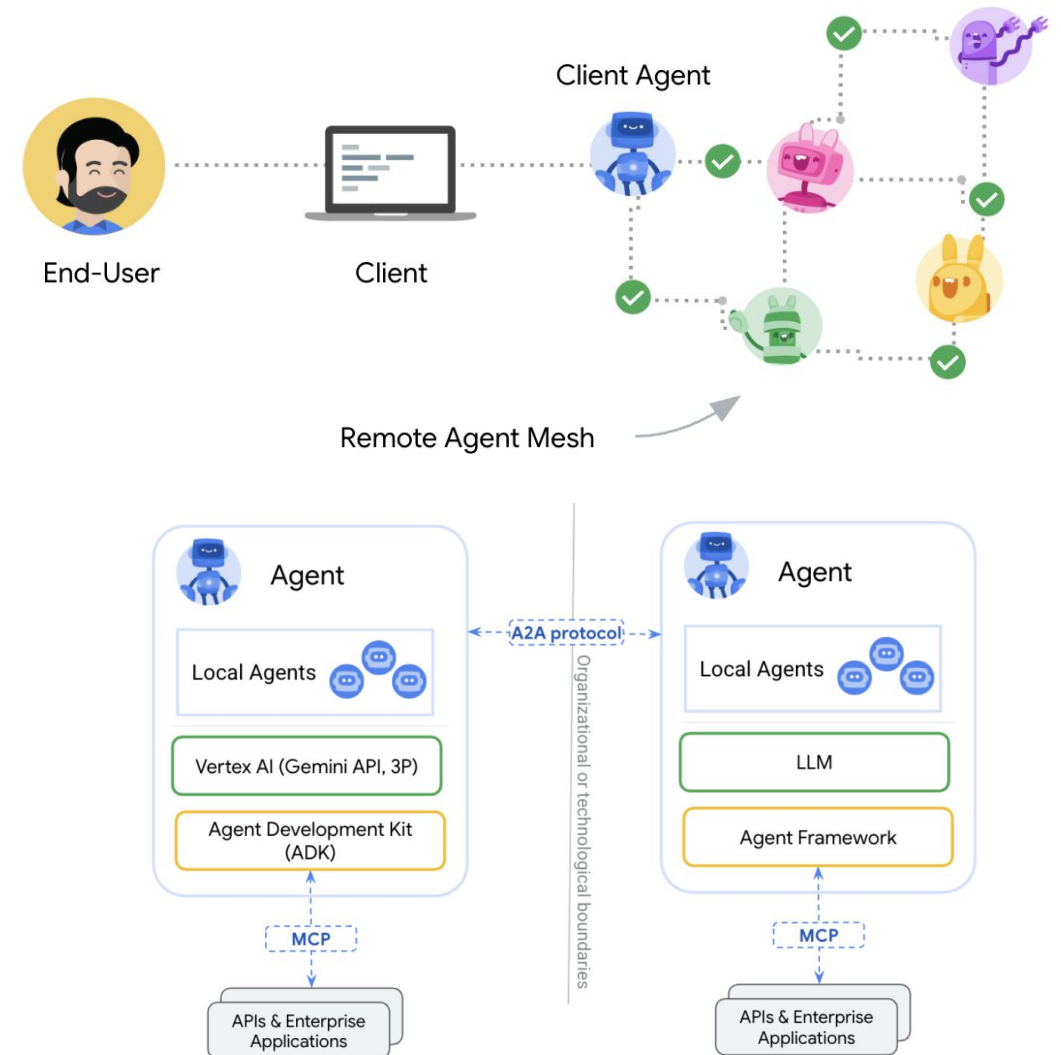 Client Agent
End-User
Client
Remote Agent Mesh
Agent
Local Agents
Vertex AI (Gemini API, 3P)
Agent Development Kit
(ADK)
MCP
APIs & Enterprise
Applications
A2A protocol
Organizational or technological boundaries
Agent
Local Agents
LLM
Agent Framework
MCP
APIs & Enterprise
Applications